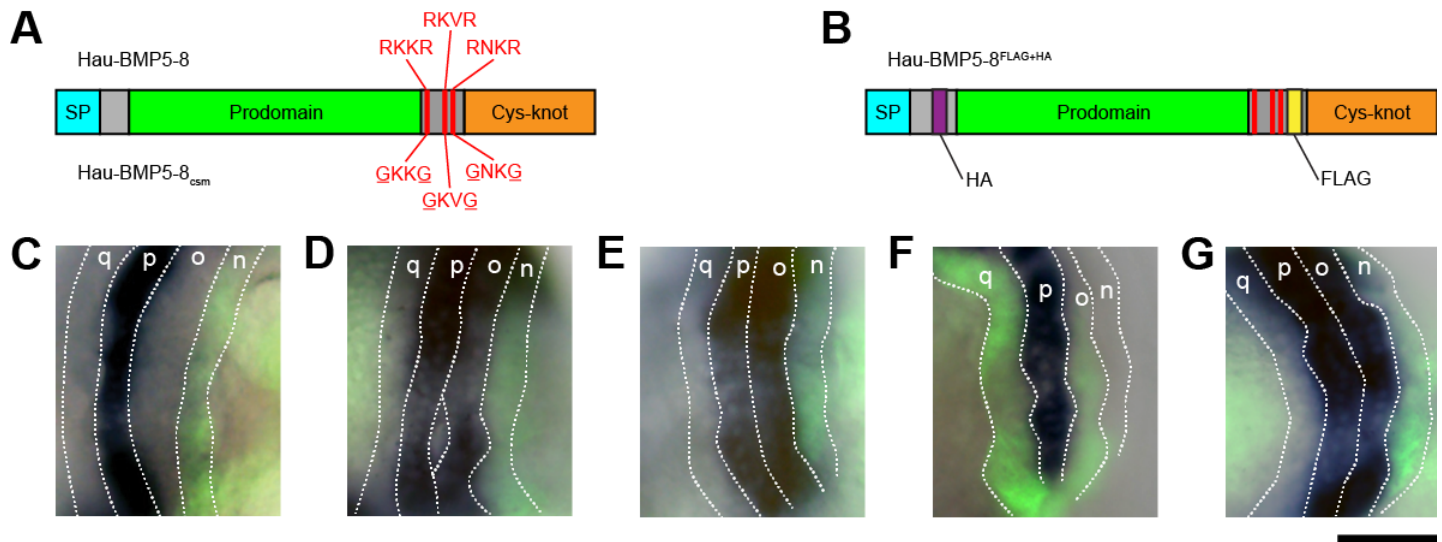 A
RKVR
RKKR
RNKR
Hau-BMP5-8
SP
Prodomain
Cys-knot
Hau-BMP5-8csm
GKKG
GNKG
GKVG
B
Hau-BMP5-8FLAG+HA
SP
Prodomain
Cys-knot
HA
FLAG
C
q p o n
D
q p o n
E
q p o n
F
q p o n
G
q p o n